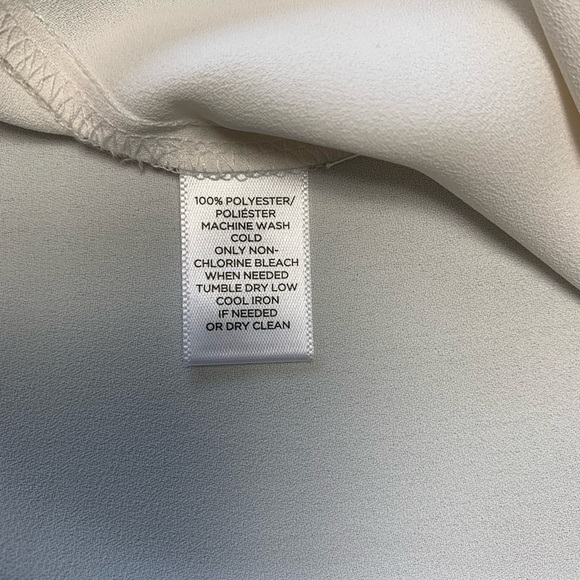 100% POLYESTER/
POLIÉSTER
MACHINE WASH
COLD
ONLY NON-
CHLORINE BLEACH
WHEN NEEDED
TUMBLE DRY LOW
COOL IRON
IF NEEDED
OR DRY CLEAN